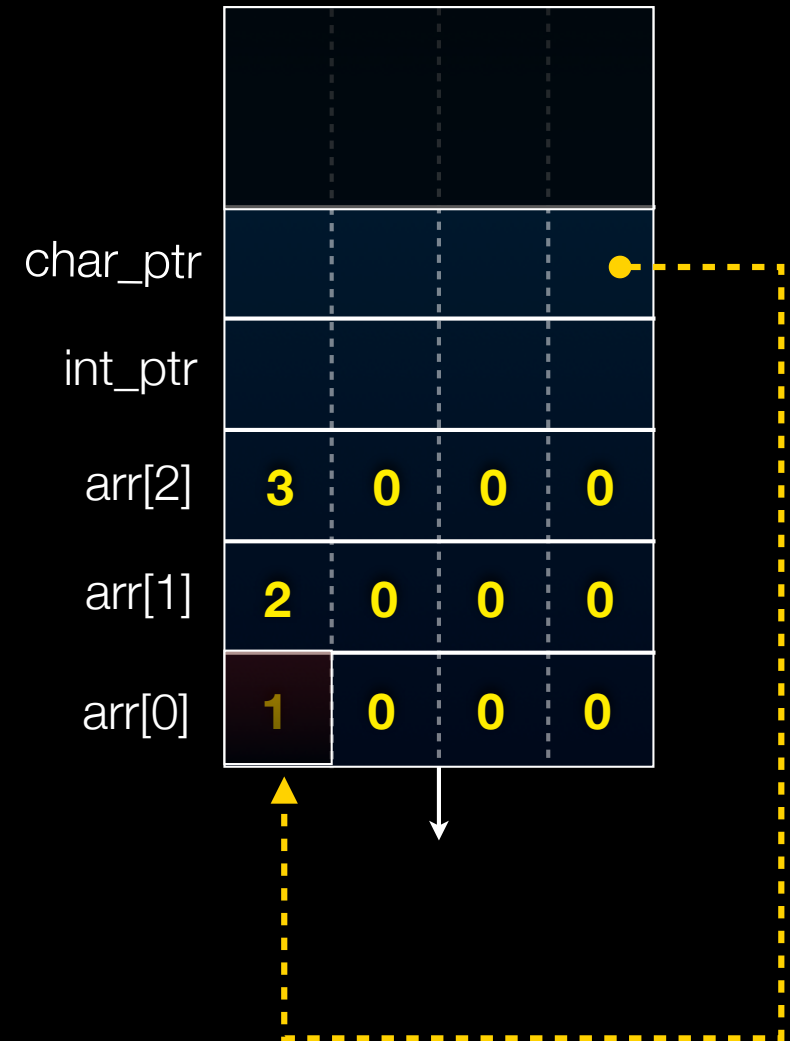 char_ptr
int_ptr
arr[2] 3 0 0 0
arr[1] 2 0 0 0
arr[0] 1 0 0 0